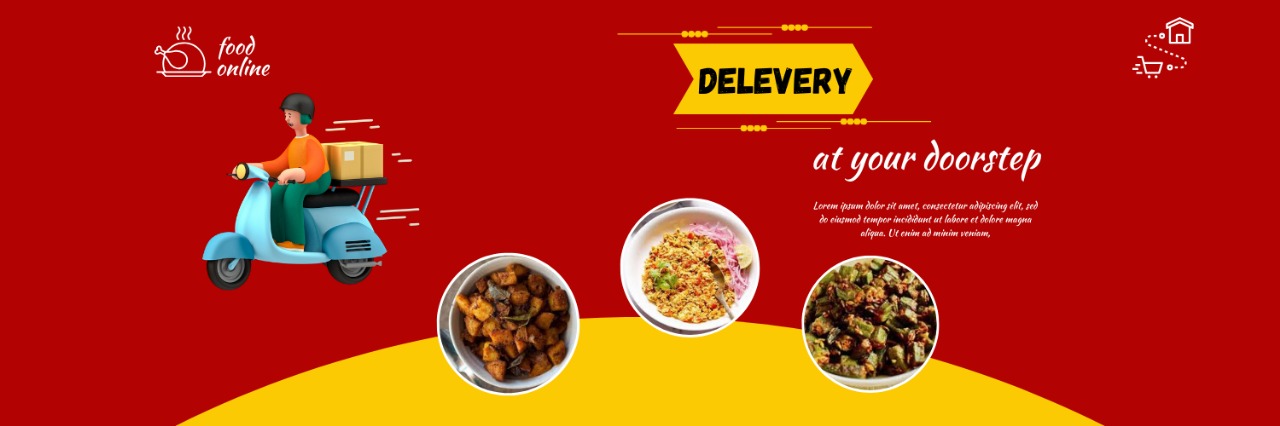 food
online
DELEVERY
at your doorstep
Lorem ipsum dolor sit amet, consectetur adipiscing elit, sed
do eiusmod tempor incididunt ut labore et dolore magna
aliqua. Ut enim ad minim veniam,